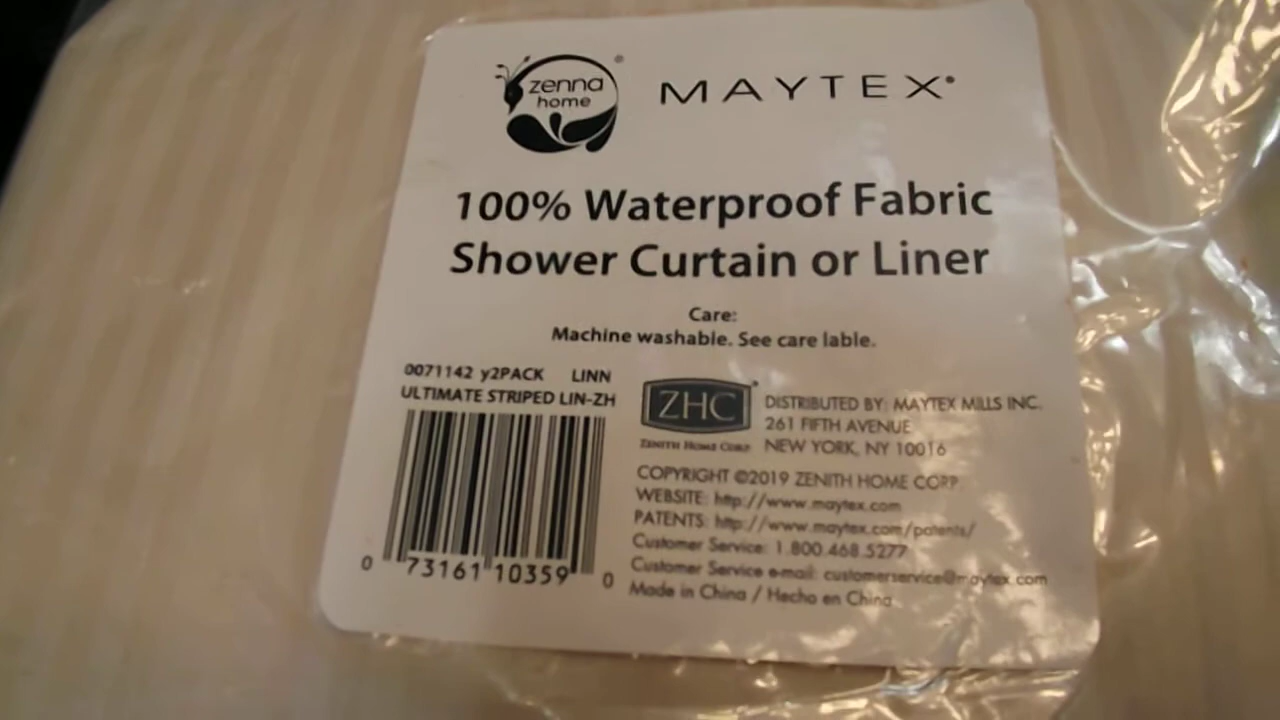 zenna
home
MAYTEX
100% Waterproof Fabric
Shower Curtain or Liner
Care:
Machine washable. See care lable.
0071142 y2PACK LINN
ULTIMATE STRIPED LIN-ZH
0 73161 10359 0
ZHC
ZENITH HOME CORP
DISTRIBUTED BY: MAYTEX MILLS INC.
261 FIFTH AVENUE
NEW YORK, NY 10016
COPYRIGHT ©2019 ZENITH HOME CORP
WEBSITE: http://www.maytex.com
PATENTS: http://www.maytex.com/patents/
Customer Service: 1.800.468.5277
Customer Service e-mail: customerservice@maytex.com
Made in China / Hecho en China